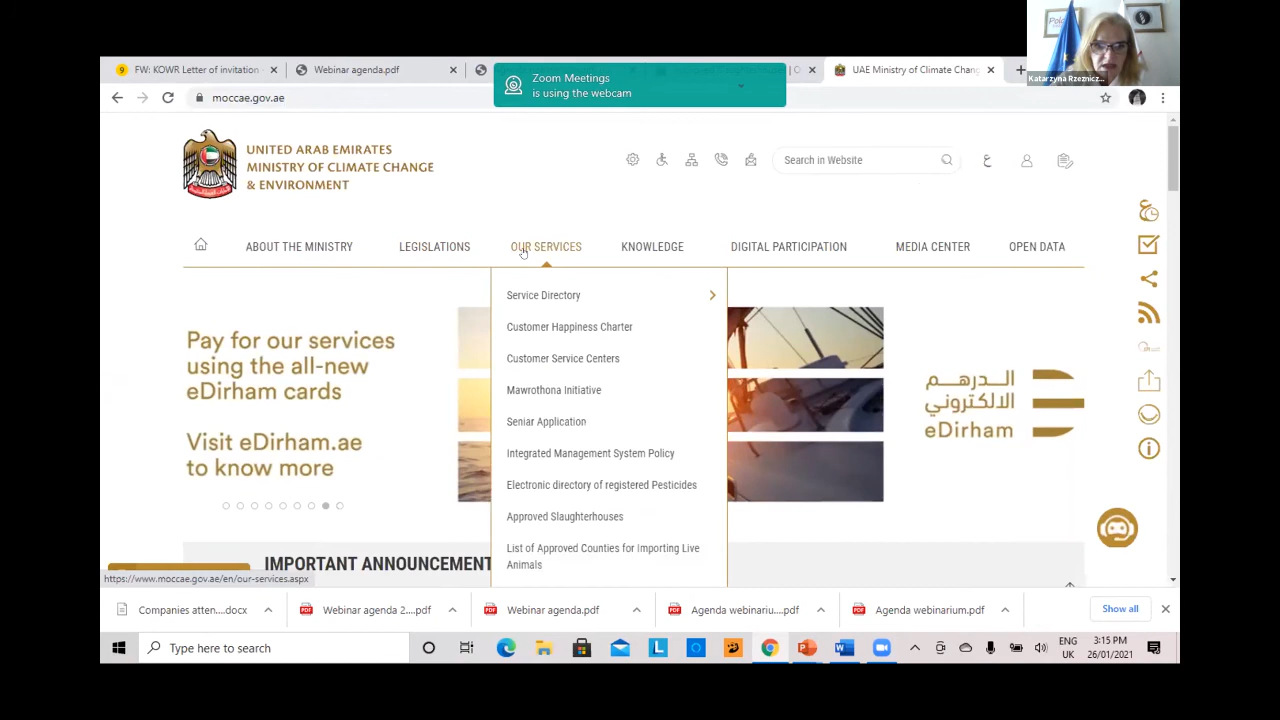 FW: KOWR Letter of invitation -
Webinar agenda.pdf
UAE Ministry of Climate Chang
Zoom Meetings
is using the webcam
Katarzyna Rzeznicz...
moccae.gov.ae
UNITED ARAB EMIRATES
MINISTRY OF CLIMATE CHANGE
& ENVIRONMENT
Search in Website
ع
ABOUT THE MINISTRY
LEGISLATIONS
OUR SERVICES
KNOWLEDGE
DIGITAL PARTICIPATION
MEDIA CENTER
OPEN DATA
Service Directory
Customer Happiness Charter
Customer Service Centers
Mawrothona Initiative
Seniar Application
Integrated Management System Policy
Electronic directory of registered Pesticides
Approved Slaughterhouses
List of Approved Counties for Importing Live
Animals
Pay for our services
using the all-new
eDirham cards
Visit eDirham.ae
to know more
الدرهم
الالكتروني
eDirham
IMPORTANT ANNOUNCEMENT
https://www.moccae.gov.ae/en/our-services.aspx
Companies atten....docx
Webinar agenda 2....pdf
Webinar agenda.pdf
Agenda webinariu....pdf
Agenda webinarium.pdf
Show all
Type here to search
ENG
UK
3:15 PM
26/01/2021